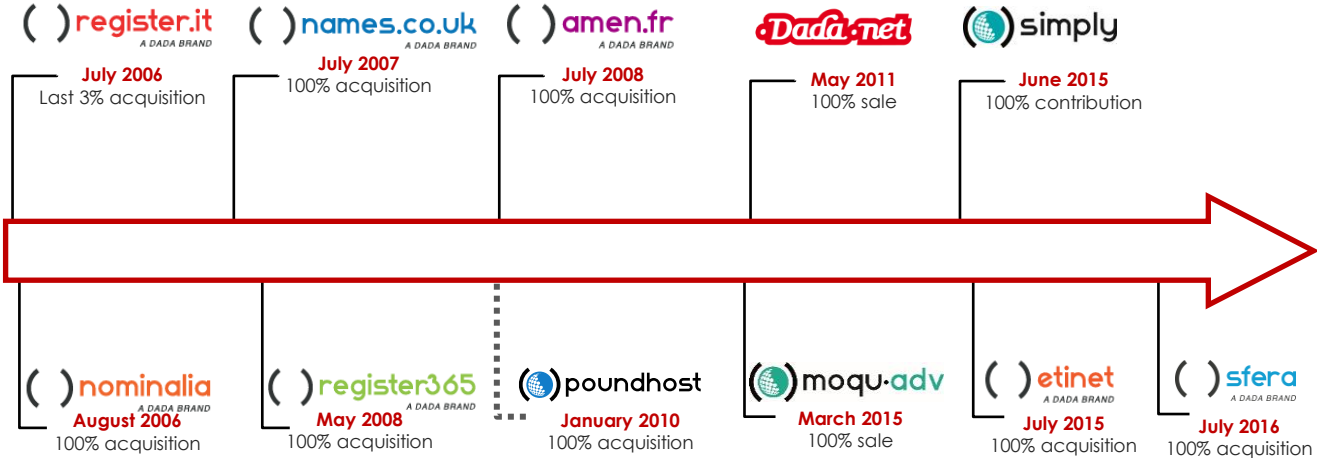 ( ) register.it
A DADA BRAND
July 2006
Last 3% acquisition
( ) names.co.uk
A DADA BRAND
July 2007
100% acquisition
( ) amen.fr
A DADA BRAND
July 2008
100% acquisition
•Dada•net
May 2011
100% sale
( ) simply
June 2015
100% contribution
( ) nominalia
A DADA BRAND
August 2006
100% acquisition
( ) register365
A DADA BRAND
May 2008
100% acquisition
( ) poundhost
January 2010
100% acquisition
( ) moqu•adv
March 2015
100% sale
( ) etinet
A DADA BRAND
July 2015
100% acquisition
( ) sfera
A DADA BRAND
July 2016
100% acquisition